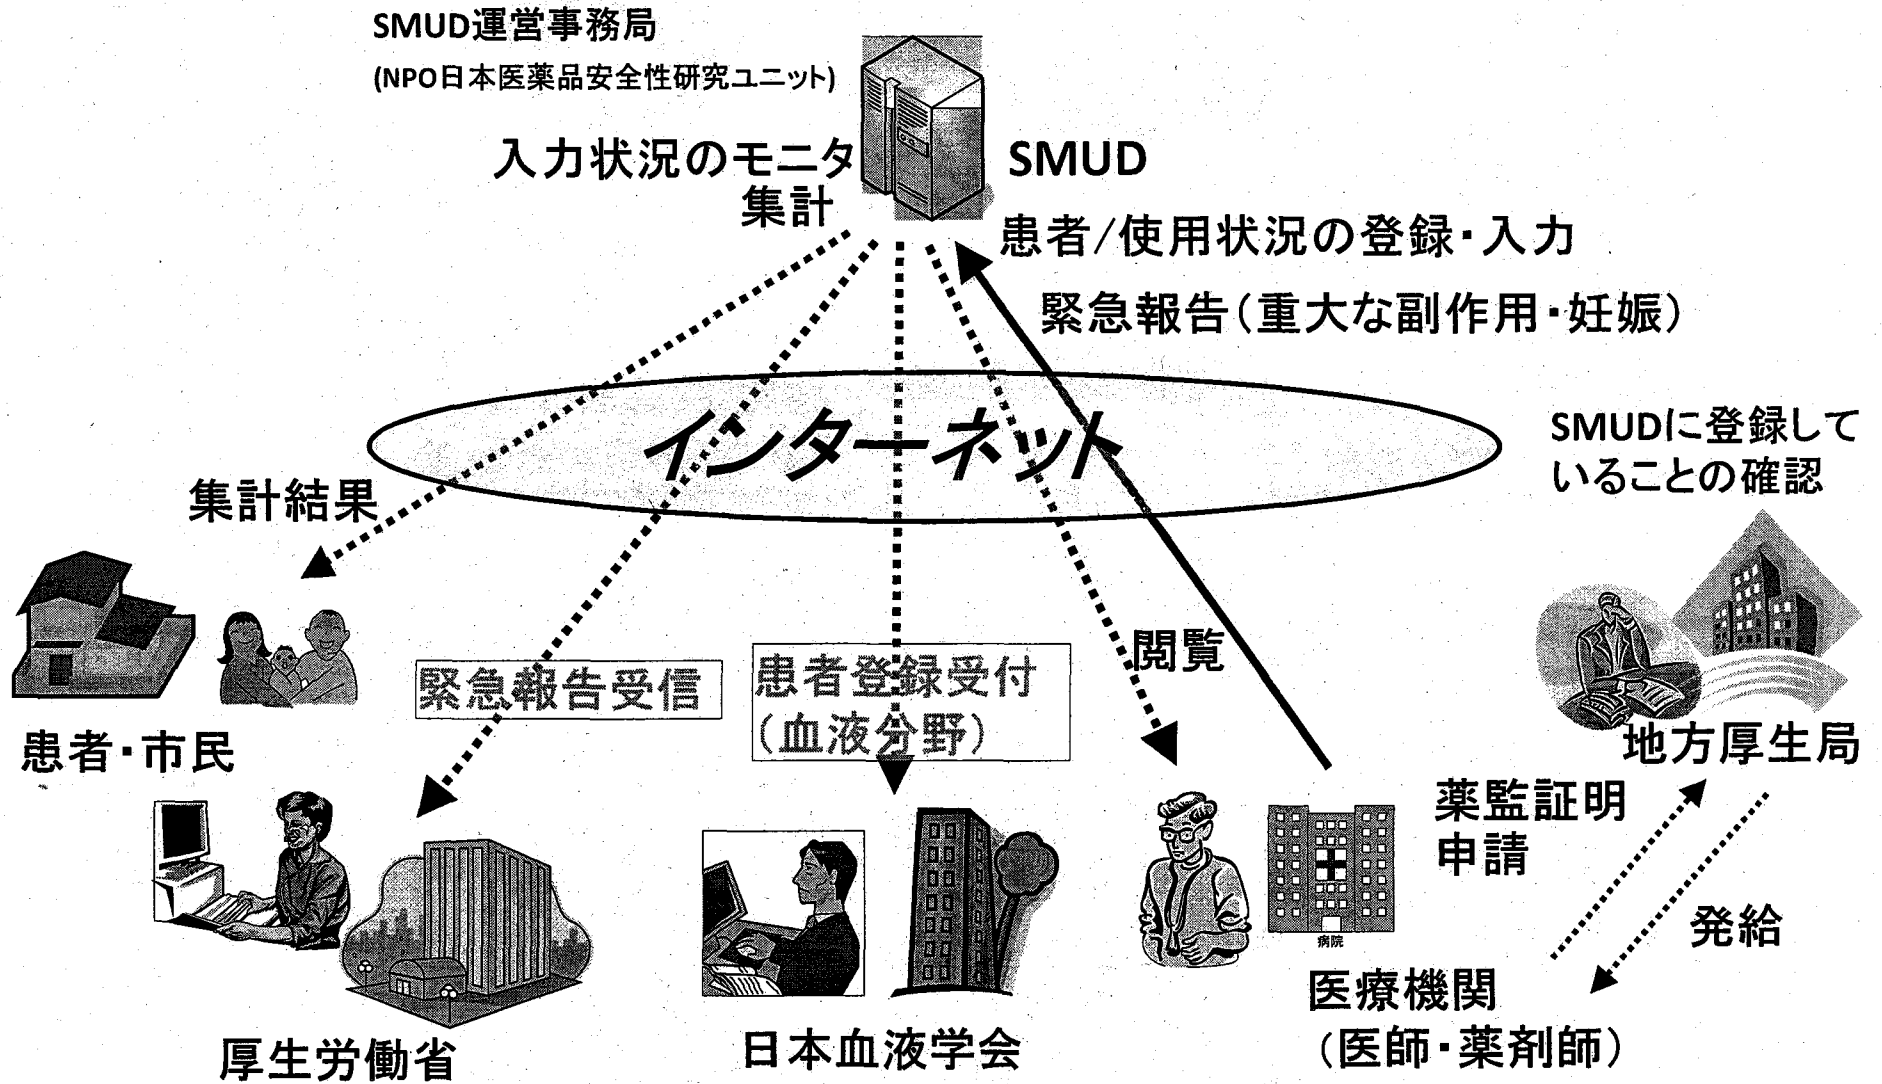 SMUD運営事務局
(NPO日本医薬品安全性研究ユニット)
入力状況のモニタ
集計
SMUD
患者/使用状況の登録・入力
緊急報告(重大な副作用・妊娠)
インターネット
SMUDに登録して
いることの確認
集計結果
閲覧
緊急報告受信
患者登録受付
(血液分野)
患者・市民
地方厚生局
薬監証明
申請
発給
病院
医療機関
(医師・薬剤師)
厚生労働省
日本血液学会